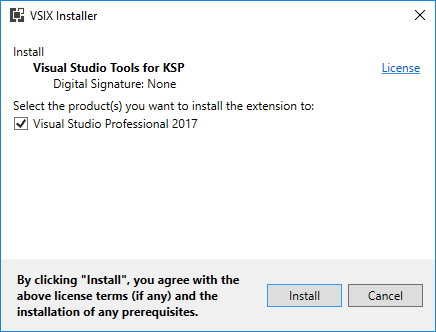 VSIX Installer
Install
Visual Studio Tools for KSP
License
Digital Signature: None
Select the product(s) you want to install the extension to:
Visual Studio Professional 2017
By clicking "Install", you agree with the
above license terms (if any) and the
installation of any prerequisites.
Install
Cancel